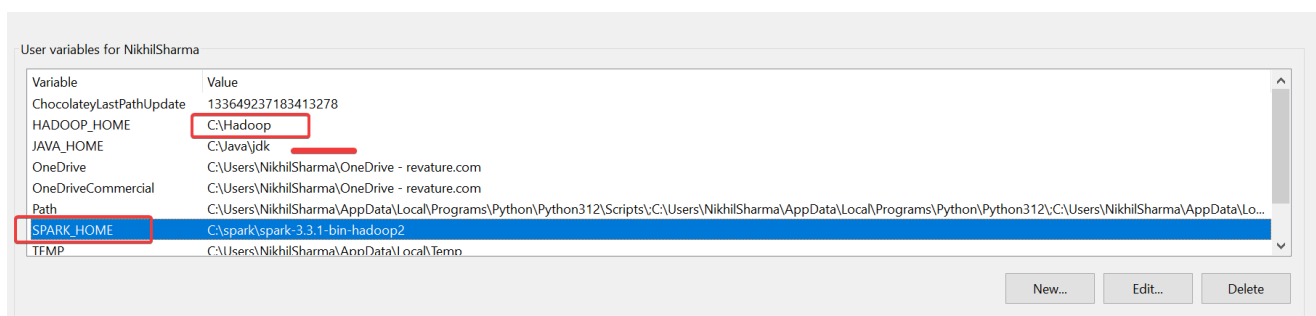 User variables for NikhilSharma
Variable Value
ChocolateyLastPathUpdate 133649237183413278
HADOOP_HOME C:\Hadoop
JAVA_HOME C:\Java\jdk
OneDrive C:\Users\NikhilSharma\OneDrive - revature.com
OneDriveCommercial C:\Users\NikhilSharma\OneDrive - revature.com
Path C:\Users\NikhilSharma\AppData\Local\Programs\Python\Python312\Scripts\;C:\Users\NikhilSharma\AppData\Local\Programs\Python\Python312\;C:\Users\NikhilSharma\AppData\Lo...
SPARK_HOME C:\spark\spark-3.3.1-bin-hadoop2
TEMP C:\Users\NikhilSharma\AppData\Local\Temp
New... Edit... Delete